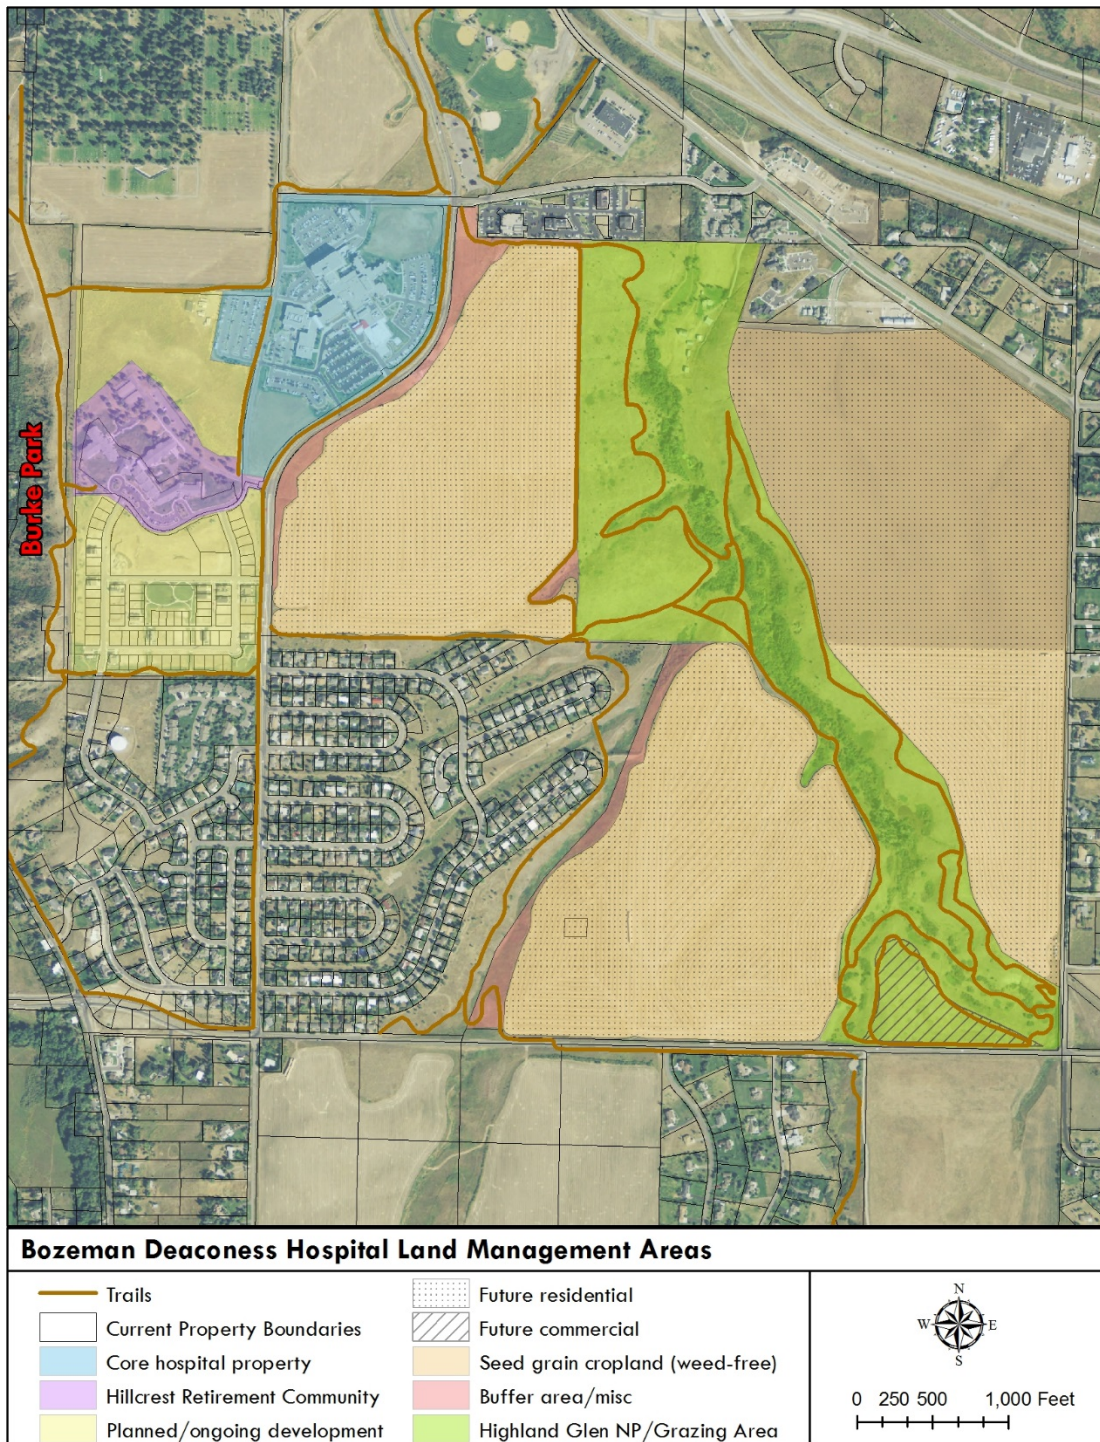 Burke Park
Bozeman Deaconess Hospital Land Management Areas
Trails
Current Property Boundaries
Core hospital property
Hillcrest Retirement Community
Planned/ongoing development
Future residential
Future commercial
Seed grain cropland (weed-free)
Buffer area/misc
Highland Glen NP/Grazing Area
N
W E
S
0 250 500 1,000 Feet